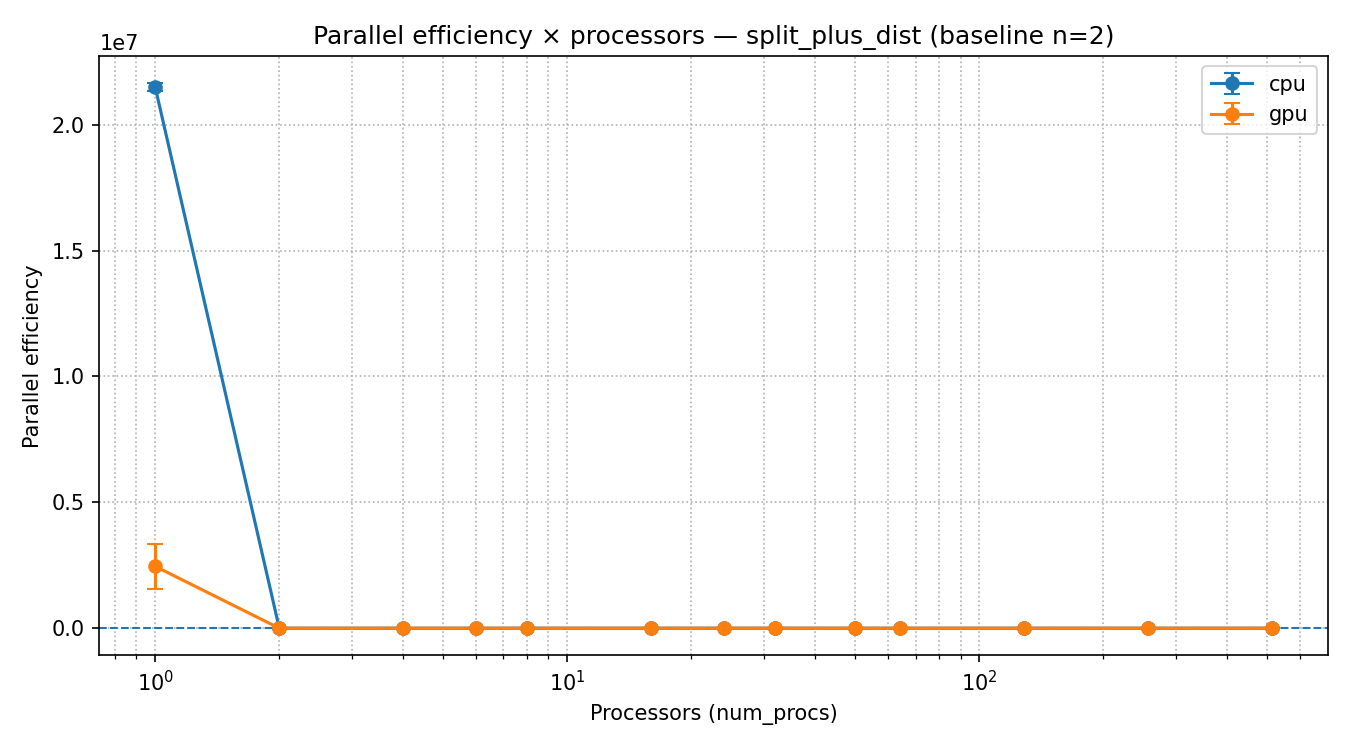 Parallel efficiency × processors — split_plus_dist (baseline n=2)
1e7
cpu
gpu
2.0
1.5
1.0
0.5
0.0
Parallel efficiency
10⁰
10¹
10²
Processors (num_procs)